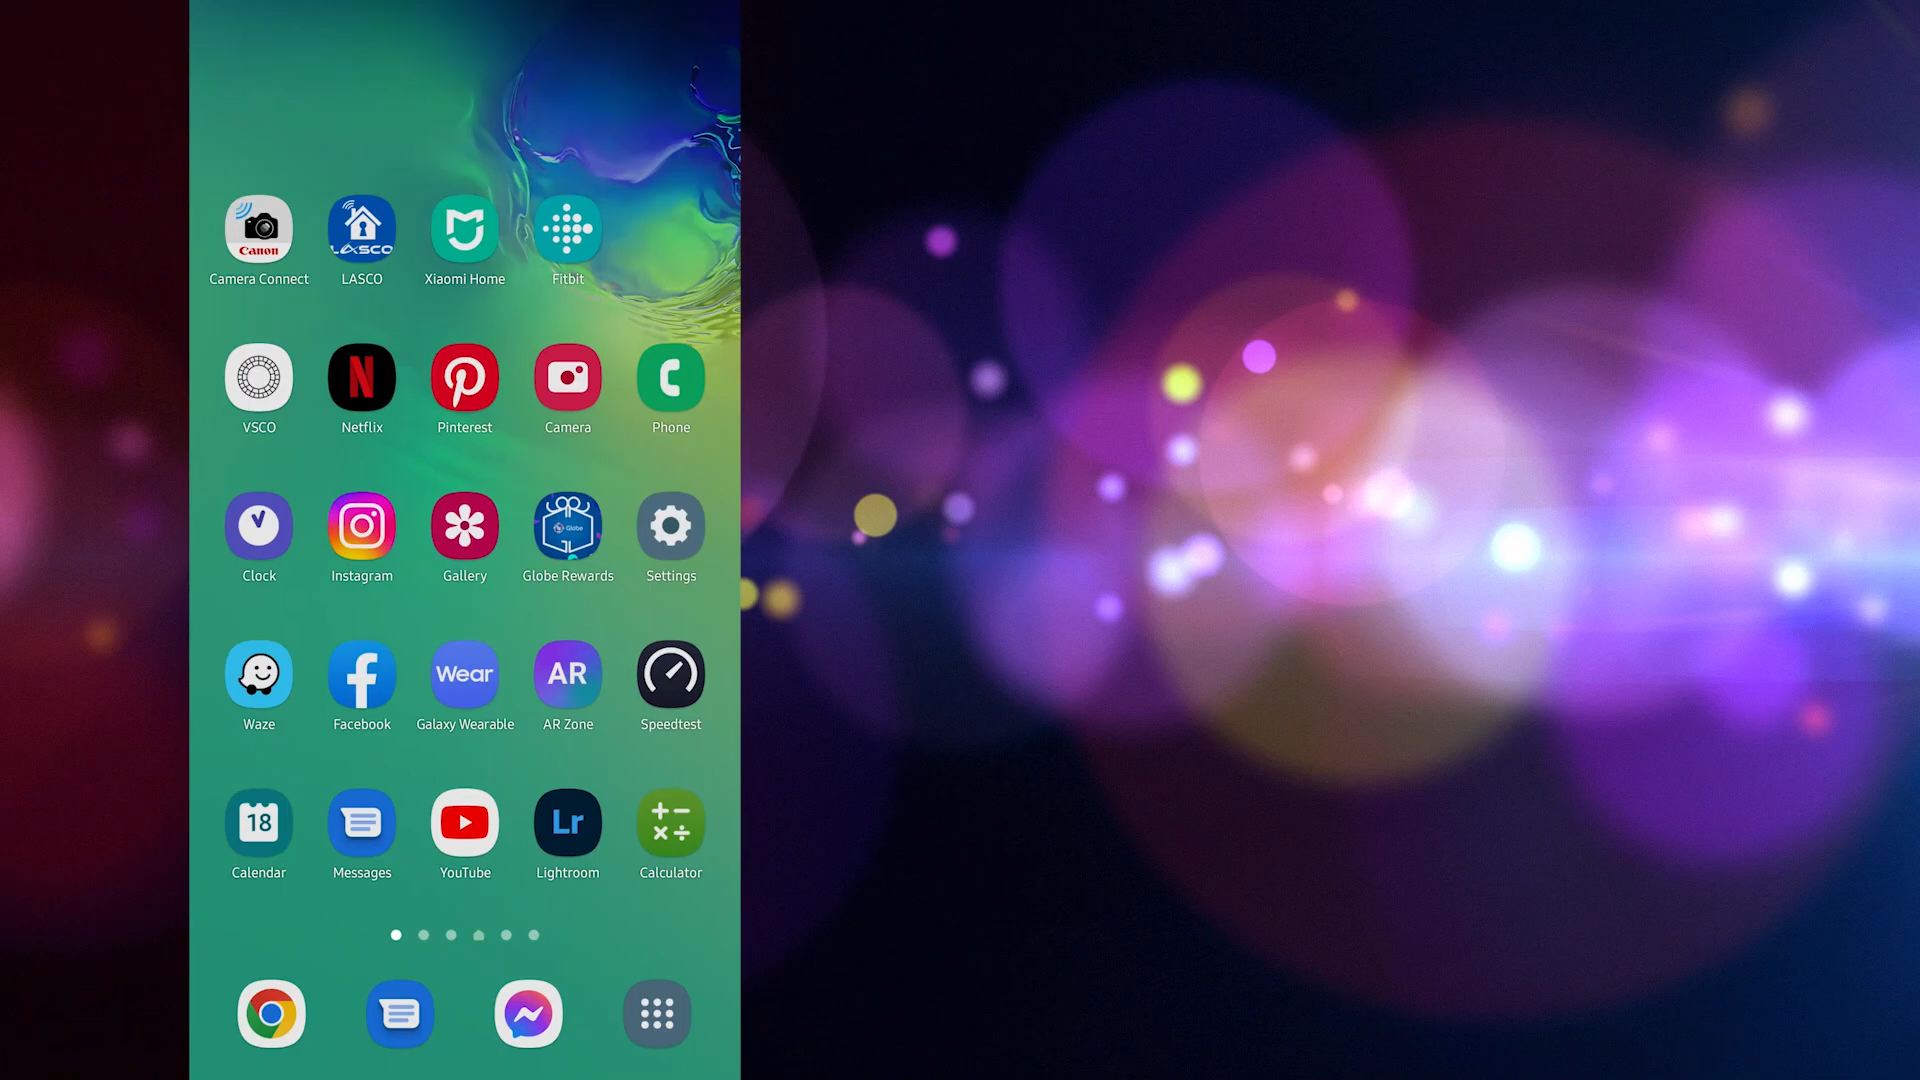 Canon
LASCO
Camera Connect LASCO Xiaomi Home Fitbit
N
VSCO Netflix Pinterest Camera Phone
Globe
Clock Instagram Gallery Globe Rewards Settings
Wear AR
Waze Facebook Galaxy Wearable AR Zone Speedtest
18 Lr
Calendar Messages YouTube Lightroom Calculator